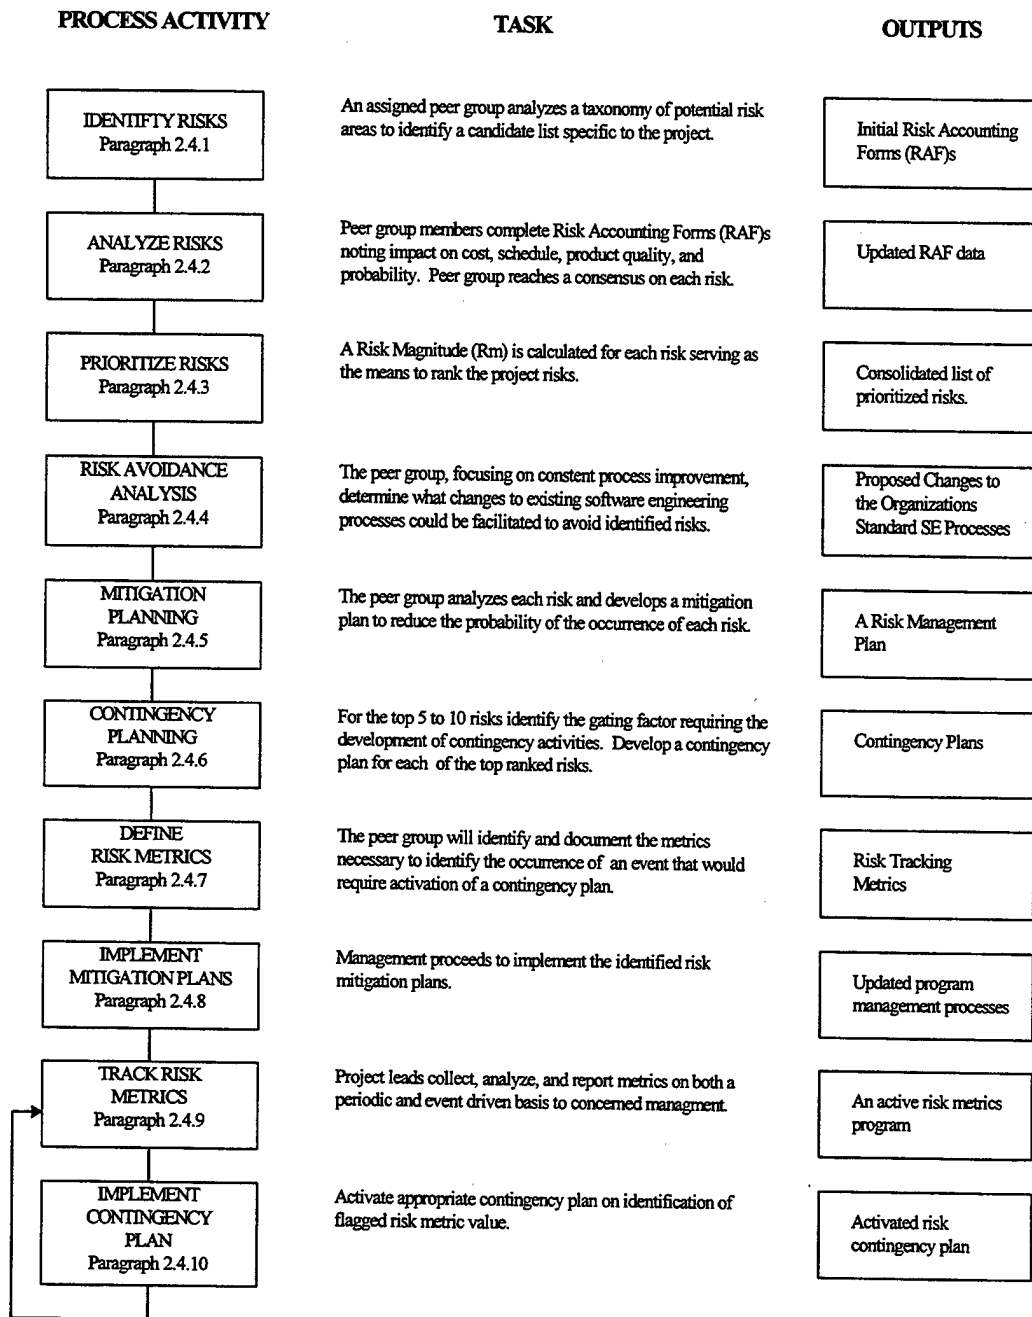 PROCESS ACTIVITY
TASK
OUTPUTS
IDENTIFTY RISKS
Paragraph 2.4.1
An assigned peer group analyzes a taxonomy of potential risk
areas to identify a candidate list specific to the project.
Initial Risk Accounting
Forms (RAF)s
ANALYZE RISKS
Paragraph 2.4.2
Peer group members complete Risk Accounting Forms (RAF)s
noting impact on cost, schedule, product quality, and
probability. Peer group reaches a consensus on each risk.
Updated RAF data
PRIORITIZE RISKS
Paragraph 2.4.3
A Risk Magnitude (Rm) is calculated for each risk serving as
the means to rank the project risks.
Consolidated list of
prioritized risks.
RISK AVOIDANCE
ANALYSIS
Paragraph 2.4.4
The peer group, focusing on constent process improvement,
determine what changes to existing software engineering
processes could be facilitated to avoid identified risks.
Proposed Changes to
the Organizations
Standard SE Processes
MITIGATION
PLANNING
Paragraph 2.4.5
The peer group analyzes each risk and develops a mitigation
plan to reduce the probability of the occurrence of each risk.
A Risk Management
Plan
CONTINGENCY
PLANNING
Paragraph 2.4.6
For the top 5 to 10 risks identify the gating factor requiring the
development of contingency activities. Develop a contingency
plan for each of the top ranked risks.
Contingency Plans
DEFINE
RISK METRICS
Paragraph 2.4.7
The peer group will identify and document the metrics
necessary to identify the occurrence of an event that would
require activation of a contingency plan.
Risk Tracking
Metrics
IMPLEMENT
MITIGATION PLANS
Paragraph 2.4.8
Management proceeds to implement the identified risk
mitigation plans.
Updated program
management processes
TRACK RISK
METRICS
Paragraph 2.4.9
Project leads collect, analyze, and report metrics on both a
periodic and event driven basis to concerned managment.
An active risk metrics
program
IMPLEMENT
CONTINGENCY
PLAN
Paragraph 2.4.10
Activate appropriate contingency plan on identification of
flagged risk metric value.
Activated risk
contingency plan